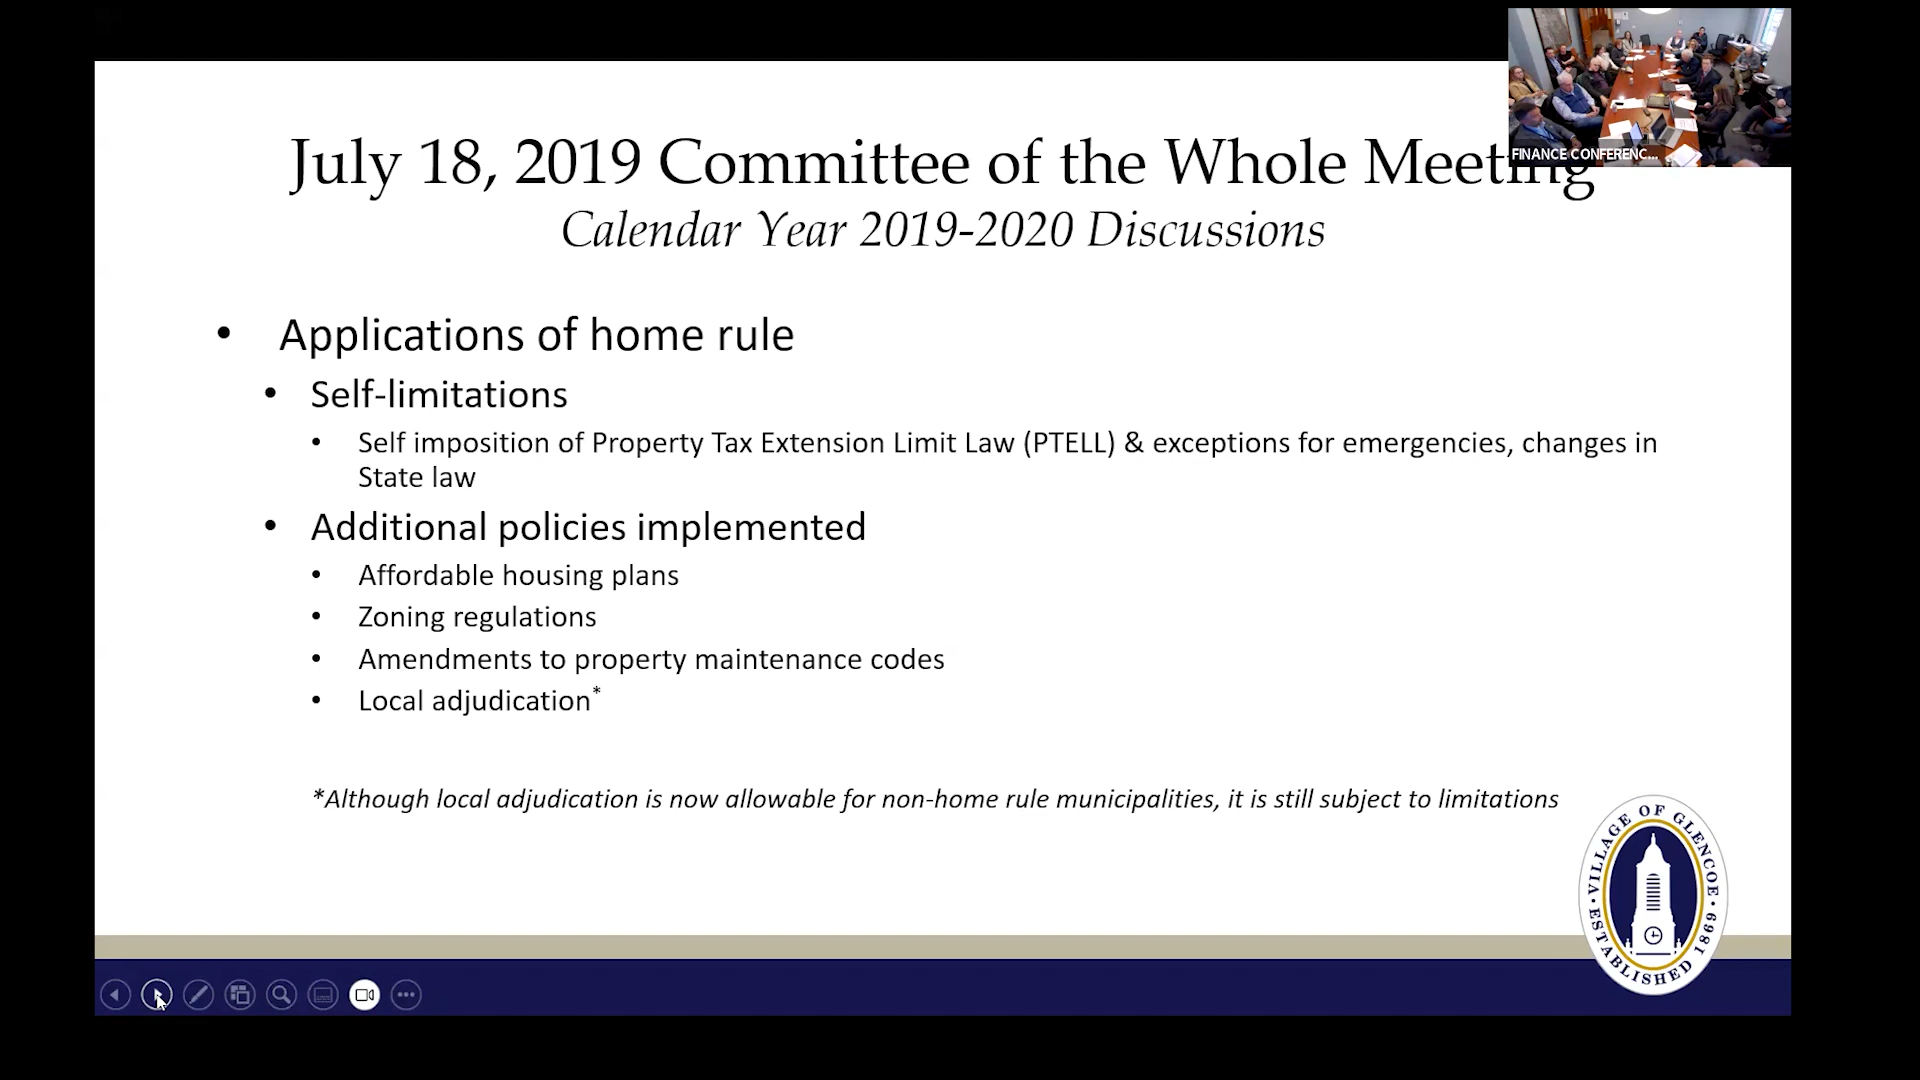 July 18, 2019 Committee of the Whole Meeting
FINANCE CONFERENC...
Calendar Year 2019-2020 Discussions
• Applications of home rule
• Self-limitations
• Self imposition of Property Tax Extension Limit Law (PTELL) & exceptions for emergencies, changes in
State law
• Additional policies implemented
• Affordable housing plans
• Zoning regulations
• Amendments to property maintenance codes
• Local adjudication*
*Although local adjudication is now allowable for non-home rule municipalities, it is still subject to limitations
VILLAGE OF GLENCOE
ESTABLISHED 1869